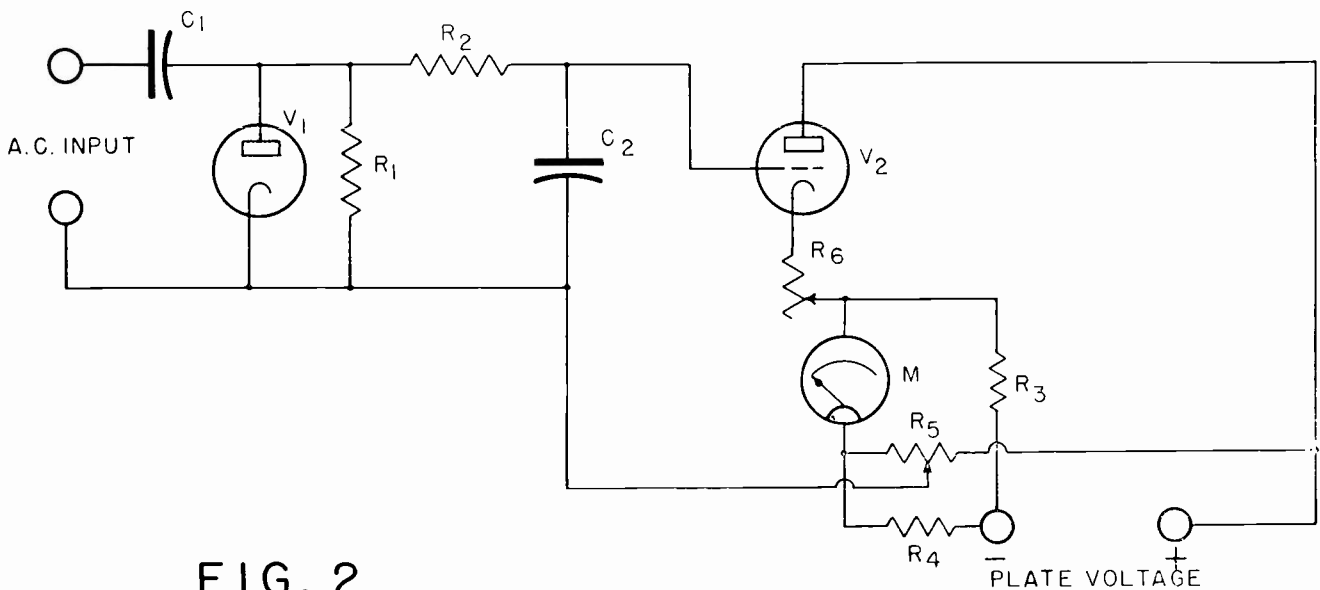 C1
R2
A.C. INPUT
V1
R1
C2
V2
R6
M
R3
R5
R4
−
+
PLATE VOLTAGE
FIG. 2